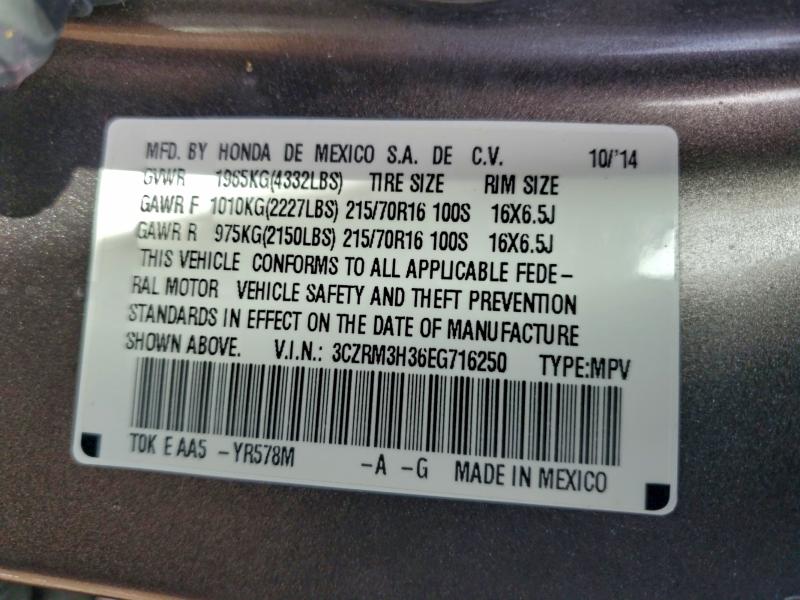 MFD. BY HONDA DE MEXICO S.A. DE C.V. 10/'14
GVWR 1965KG(4332LBS) TIRE SIZE RIM SIZE
GAWR F 1010KG(2227LBS) 215/70R16 100S 16X6.5J
GAWR R 975KG(2150LBS) 215/70R16 100S 16X6.5J
THIS VEHICLE CONFORMS TO ALL APPLICABLE FEDE-
RAL MOTOR VEHICLE SAFETY AND THEFT PREVENTION
STANDARDS IN EFFECT ON THE DATE OF MANUFACTURE
SHOWN ABOVE. V.I.N.: 3CZRM3H36EG716250 TYPE:MPV
TOK E AA5 -YR578M -A -G MADE IN MEXICO